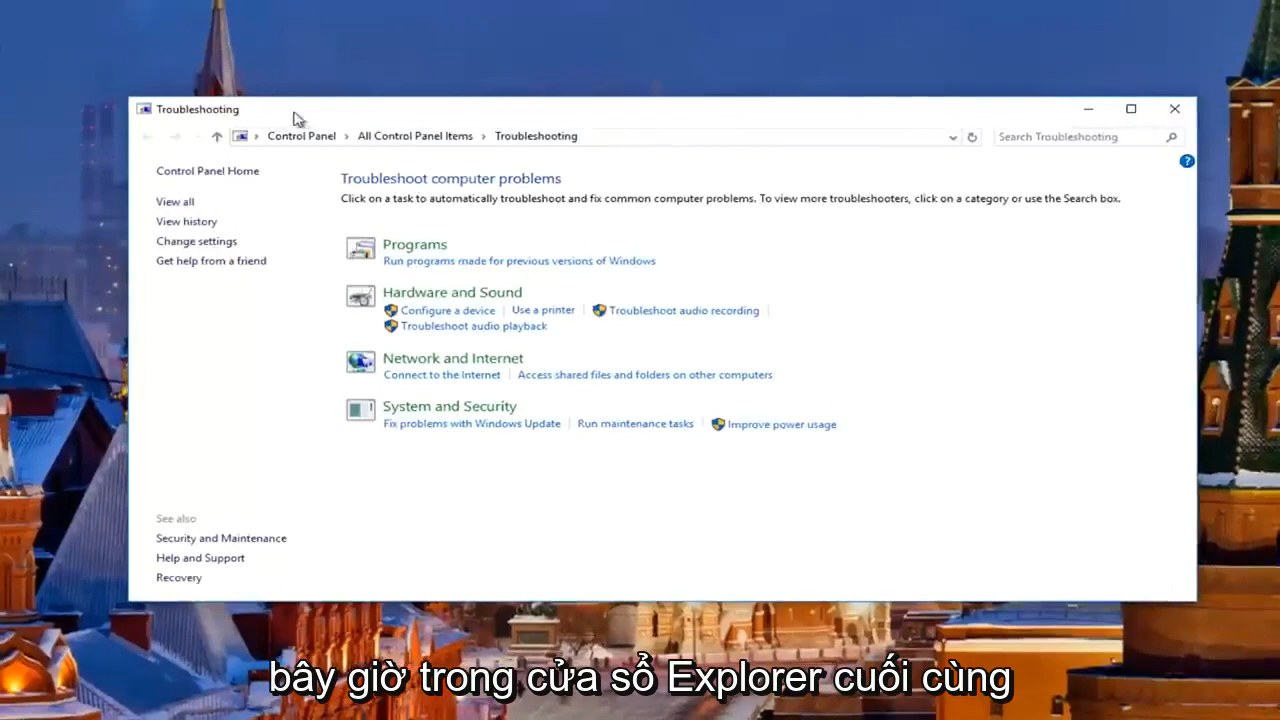 Troubleshooting
Control Panel > All Control Panel Items > Troubleshooting
Search Troubleshooting
Control Panel Home
View all
View history
Change settings
Get help from a friend
Troubleshoot computer problems
Click on a task to automatically troubleshoot and fix common computer problems. To view more troubleshooters, click on a category or use the Search box.
Programs
Run programs made for previous versions of Windows
Hardware and Sound
Configure a device | Use a printer | Troubleshoot audio recording |
Troubleshoot audio playback
Network and Internet
Connect to the Internet | Access shared files and folders on other computers
System and Security
Fix problems with Windows Update | Run maintenance tasks | Improve power usage
See also
Security and Maintenance
Help and Support
Recovery
bây giờ trong cửa sổ Explorer cuối cùng